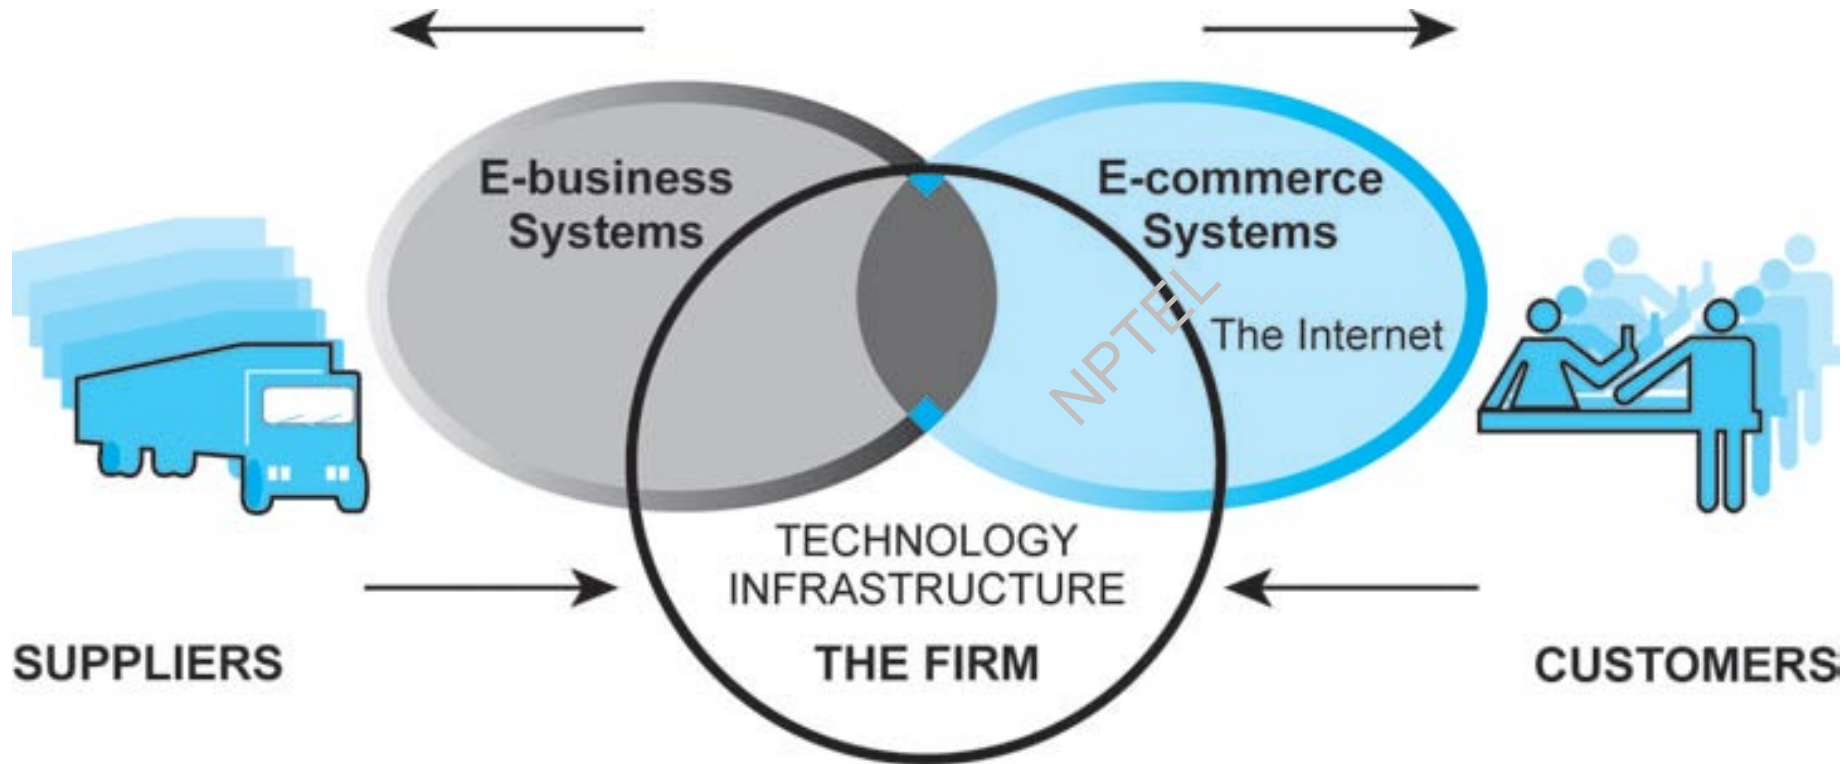 E-business
Systems
E-commerce
Systems
The Internet
NPTEL
TECHNOLOGY
INFRASTRUCTURE
SUPPLIERS
THE FIRM
CUSTOMERS